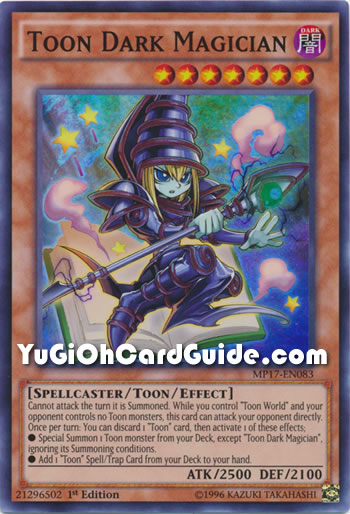 TOON DARK MAGICIAN
DARK
闇
YuGiOhCardGuide.com
MP17-EN083
[SPELLCASTER/TOON/EFFECT]
Cannot attack the turn it is Summoned. While you control "Toon World" and your
opponent controls no Toon monsters, this card can attack your opponent directly.
Once per turn: You can discard 1 "Toon" card, then activate 1 of these effects;
● Special Summon 1 Toon monster from your Deck, except "Toon Dark Magician",
ignoring its Summoning conditions.
● Add 1 "Toon" Spell/Trap Card from your Deck to your hand.
ATK/2500 DEF/2100
21296502 1st Edition ©1996 KAZUKI TAKAHASHI